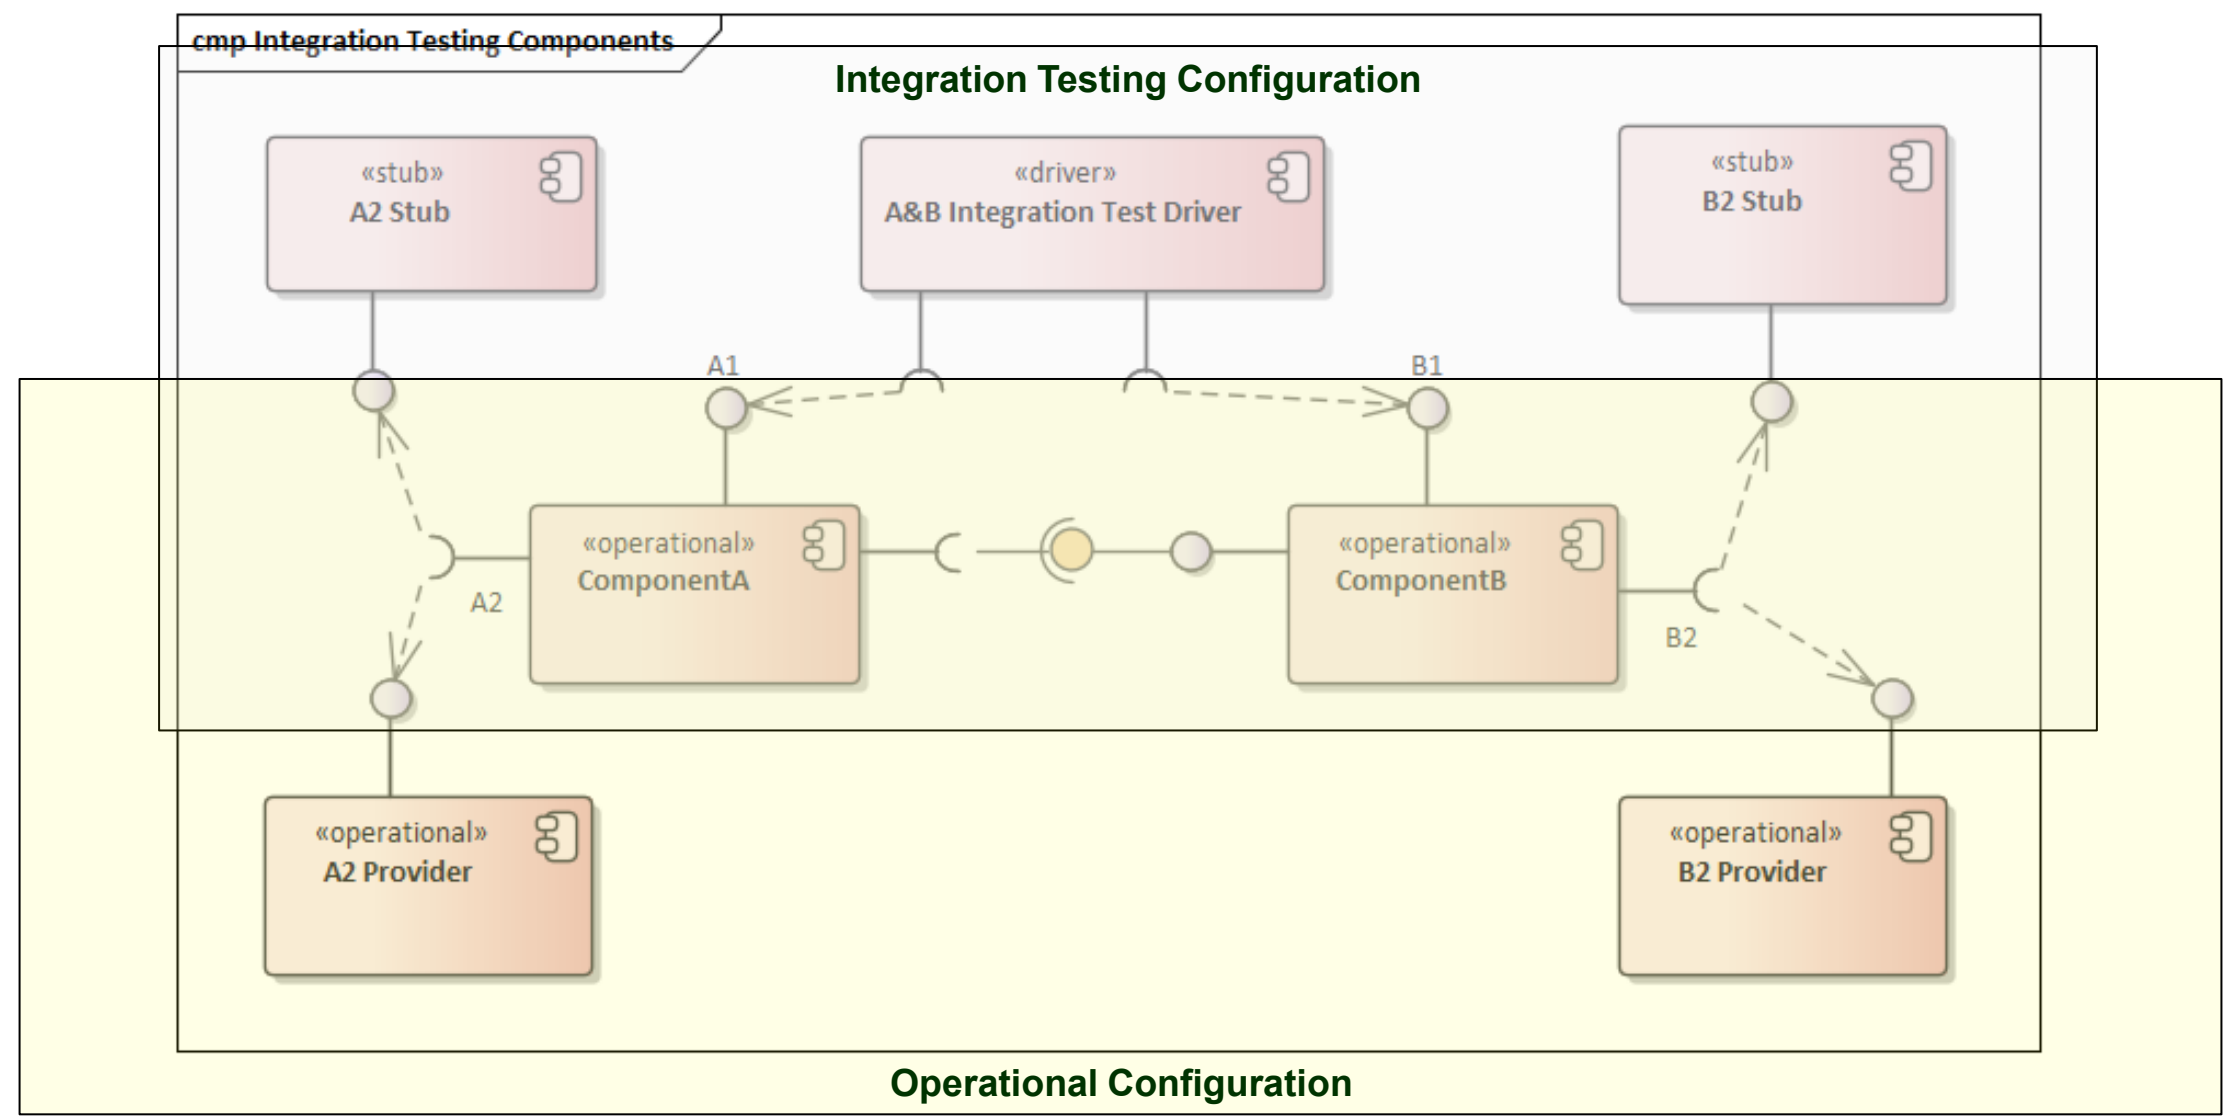 cmp Integration Testing Components
Integration Testing Configuration
«stub»
A2 Stub
«driver»
A&B Integration Test Driver
«stub»
B2 Stub
A1
B1
«operational»
ComponentA
«operational»
ComponentB
A2
B2
«operational»
A2 Provider
«operational»
B2 Provider
Operational Configuration